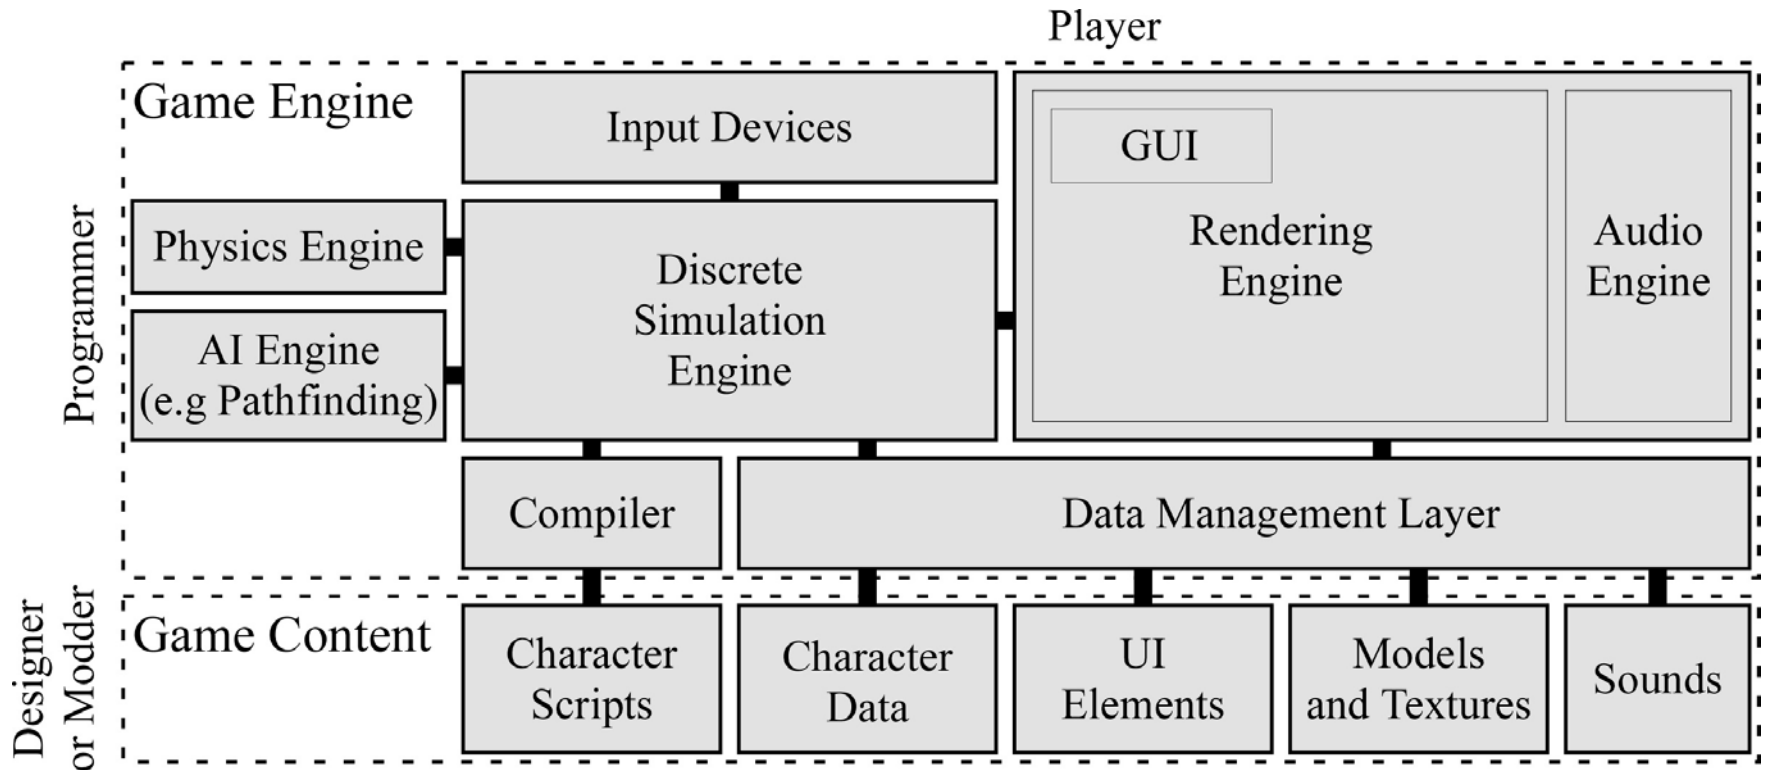 Player
Game Engine
Input Devices
GUI
Rendering
Engine
Audio
Engine
Programmer
Physics Engine
Discrete
Simulation
Engine
AI Engine
(e.g Pathfinding)
Compiler
Data Management Layer
Designer
or Modder
Game Content
Character
Scripts
Character
Data
UI
Elements
Models
and Textures
Sounds